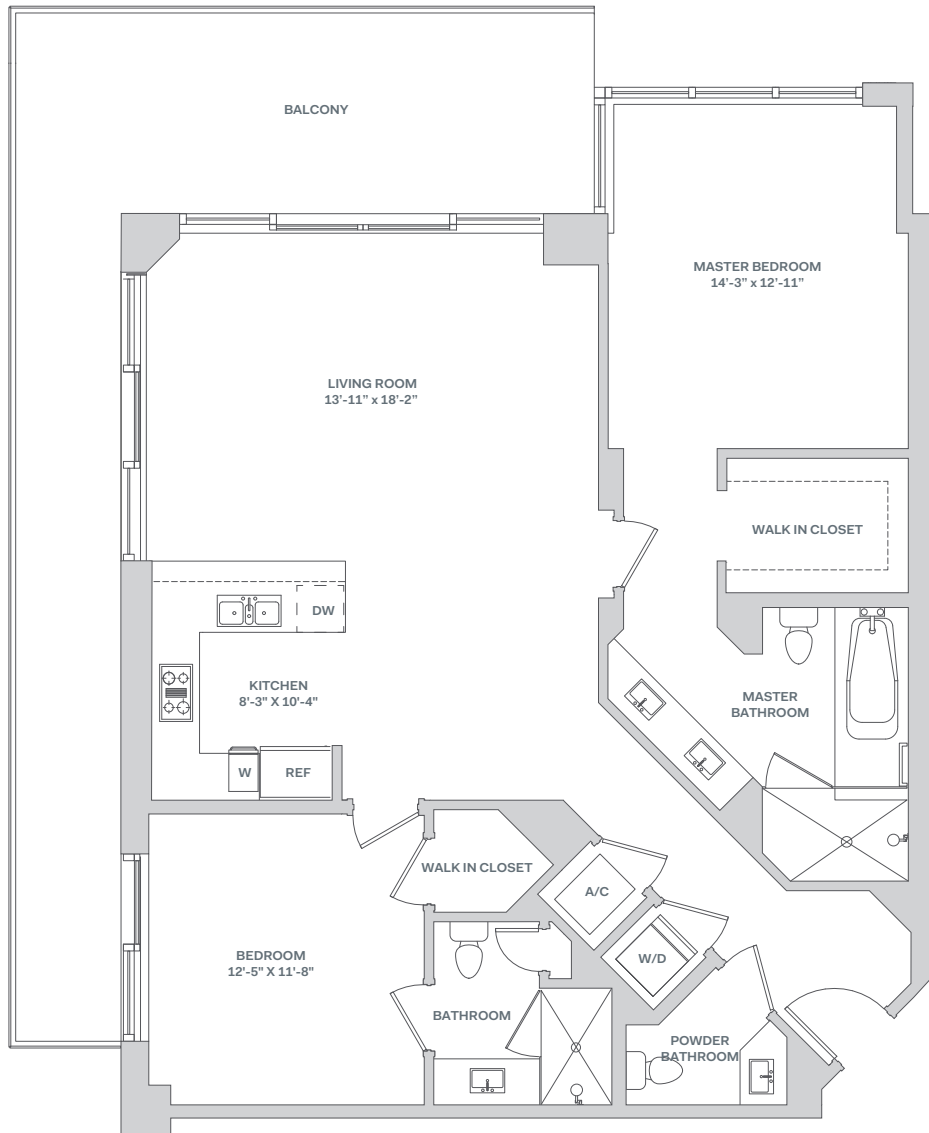 BALCONY
MASTER BEDROOM
14'-3" x 12'-11”
LIVING ROOM
13'-11” x 18'-2”
WALK IN CLOSET
DW
KITCHEN
8'-3" X 10'-4"
MASTER
BATHROOM
W
REF
WALK IN CLOSET
A/C
BEDROOM
12'-5" X 11'-8"
W/D
BATHROOM
POWDER
BATHROOM